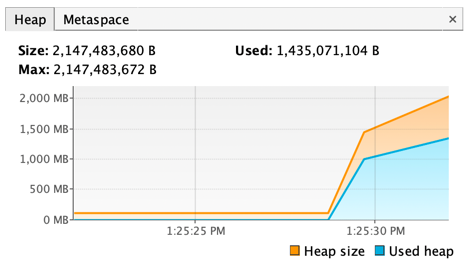 Heap Metaspace ×
Size: 2,147,483,680 B Used: 1,435,071,104 B
Max: 2,147,483,672 B
2,000 MB
1,500 MB
1,000 MB
500 MB
0 MB
1:25:25 PM 1:25:30 PM
Heap size Used heap